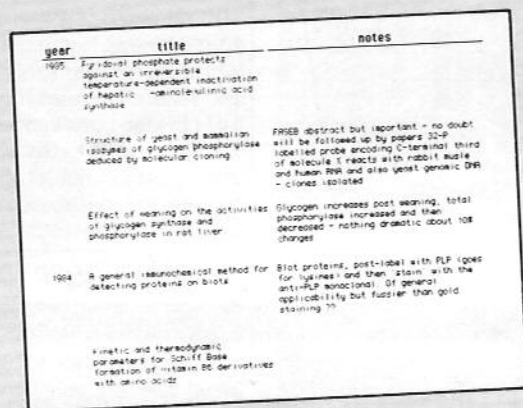 year title notes
1985 Pyridoxal phosphate protects
against an irreversible
temperature-dependent inactivation
of hepatic -aminolevulinic acid
synthase
Structure of yeast and mammalian
isozymes of glycogen phosphorylase
deduced by molecular cloning
FASEB abstract but important - no doubt
will be followed up by papers 32-P
labelled probe encoding C-terminal third
of molecule X reacts with rabbit muscle
and human RNA and also yeast genomic DNA
- clones isolated
Effect of weaning on the activities
of glycogen synthase and
phosphorylase in rat liver.
Glycogen increases post weaning, total
phosphorylase increased and then
decreased - nothing dramatic about 10%
changes
1984 A general immunochemical method for
detecting proteins on blots
Blot proteins, post-label with PLP (goes
for lysines) and then 'stain' with the
anti-PLP monoclonal. Of general
applicability but fussier than gold
staining ??
Kinetic and thermodynamic
parameters for Schiff Base
formation of vitamin B6 derivatives
with amino acids